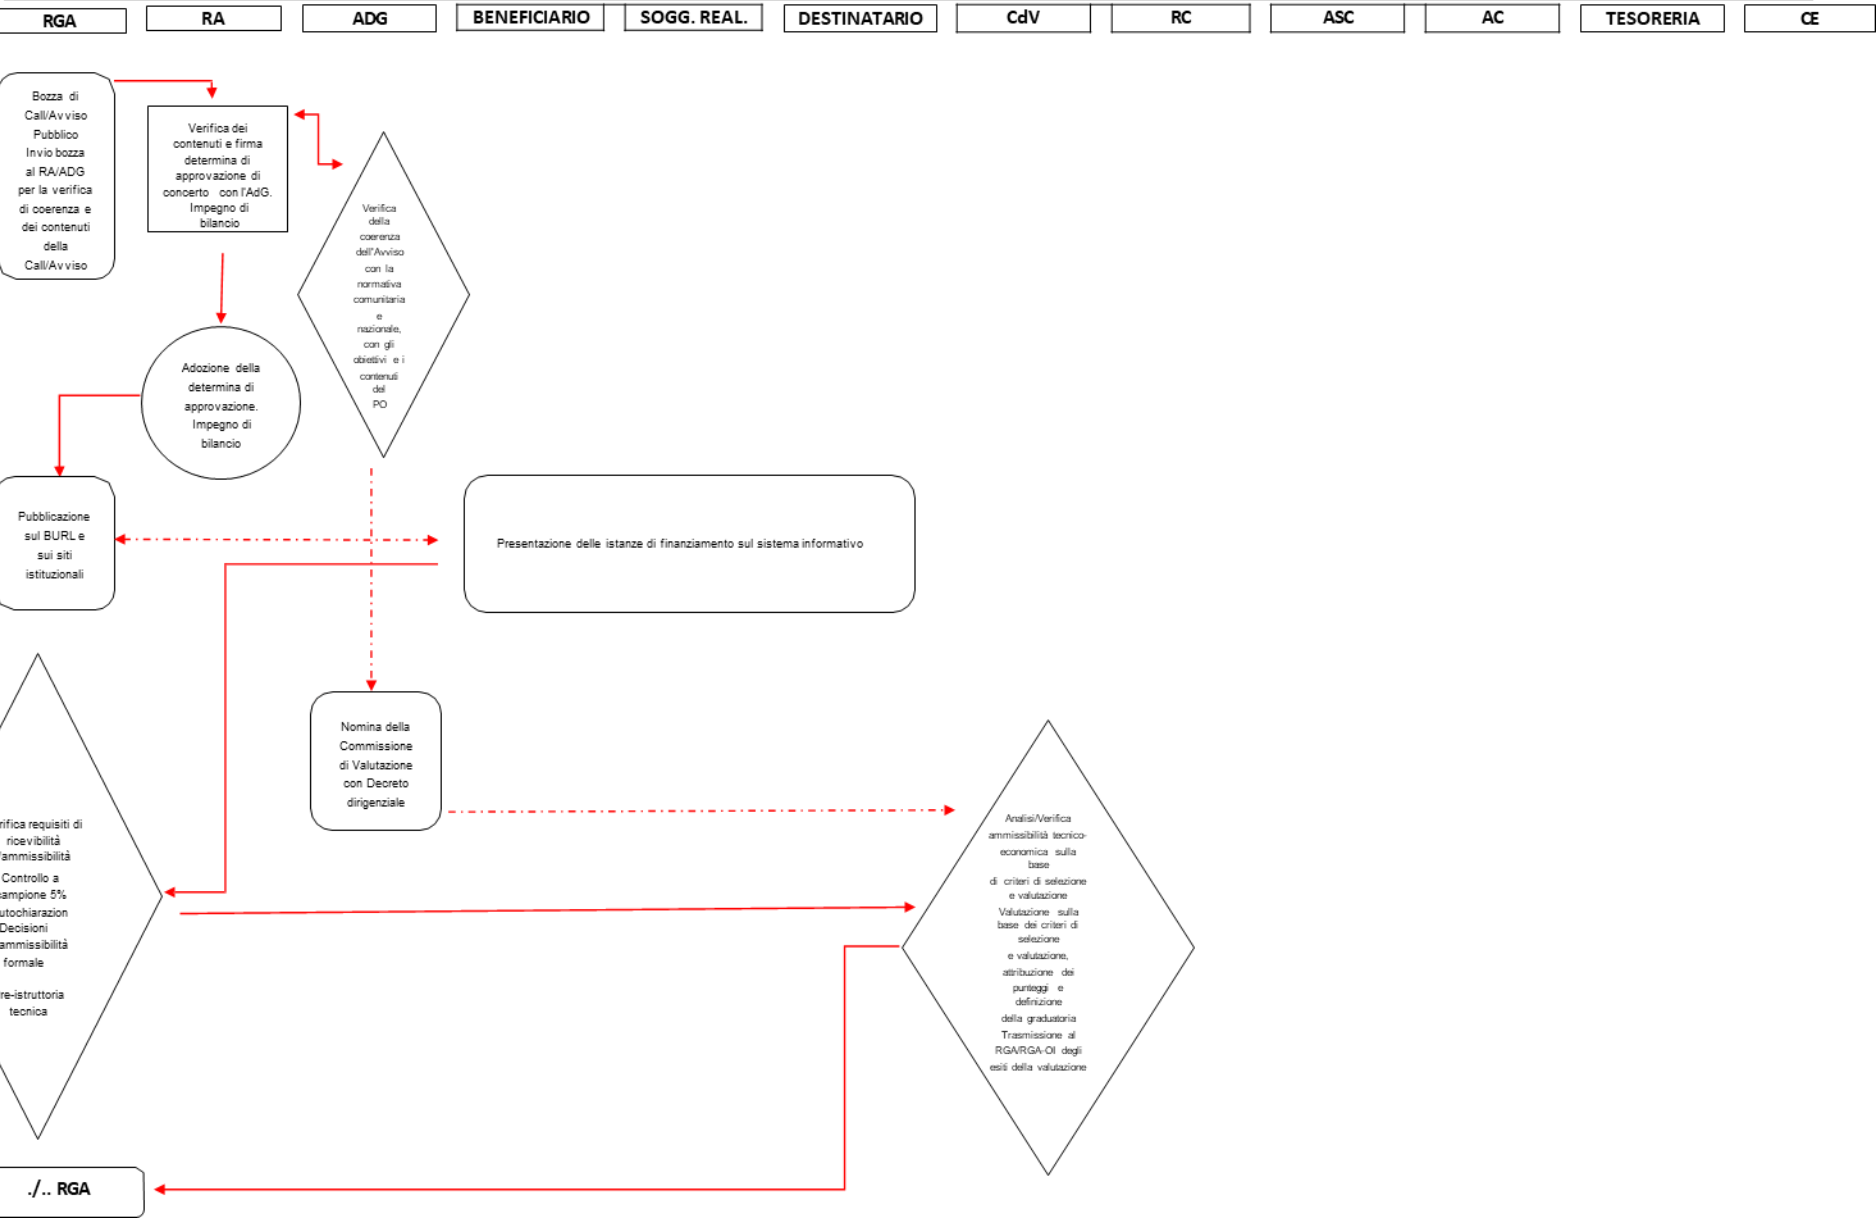 RGA
RA
ADG
BENEFICIARIO
SOGG. REAL.
DESTINATARIO
CdV
RC
ASC
AC
TESORERIA
CE
Bozza di
Call/Avviso
Pubblico
Invio bozza
al RA/ADG
per la verifica
di coerenza e
dei contenuti
della
Call/Avviso
Verifica dei
contenuti e firma
determina di
approvazione di
concerto con l'AdG.
Impegno di
bilancio
Verifica
della
coerenza
dell'Avviso
con la
normativa
comunitaria
e
nazionale,
con gli
obiettivi e i
contenuti
del
PO
Adozione della
determina di
approvazione.
Impegno di
bilancio
Pubblicazione
sul BURL e
sui siti
istituzionali
Presentazione delle istanze di finanziamento sul sistema informativo
Nomina della
Commissione
di Valutazione
con Decreto
dirigenziale
rifica requisiti di
ricevibilità
'ammissibilità
Controllo a
campione 5%
utochiarazion
Decisioni
ammissibilità
formale
re-istruttoria
tecnica
Analisi/Verifica
ammissibilità tecnico-
economica sulla
base
di criteri di selezione
e valutazione
Valutazione sulla
base dei criteri di
selezione
e valutazione,
attribuzione dei
punteggi e
definizione
della graduatoria
Trasmissione al
RGA/RGA-OI degli
esiti della valutazione
./.. RGA